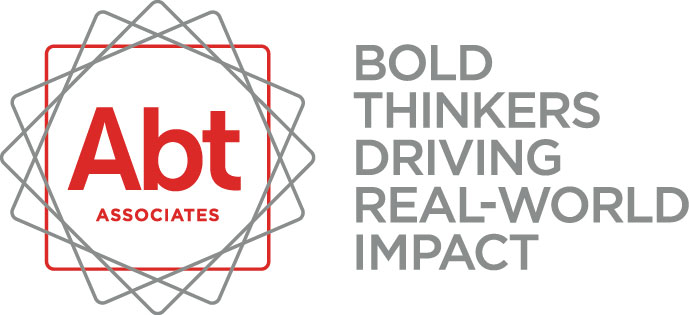 Abt
ASSOCIATES
BOLD
THINKERS
DRIVING
REAL-WORLD
IMPACT